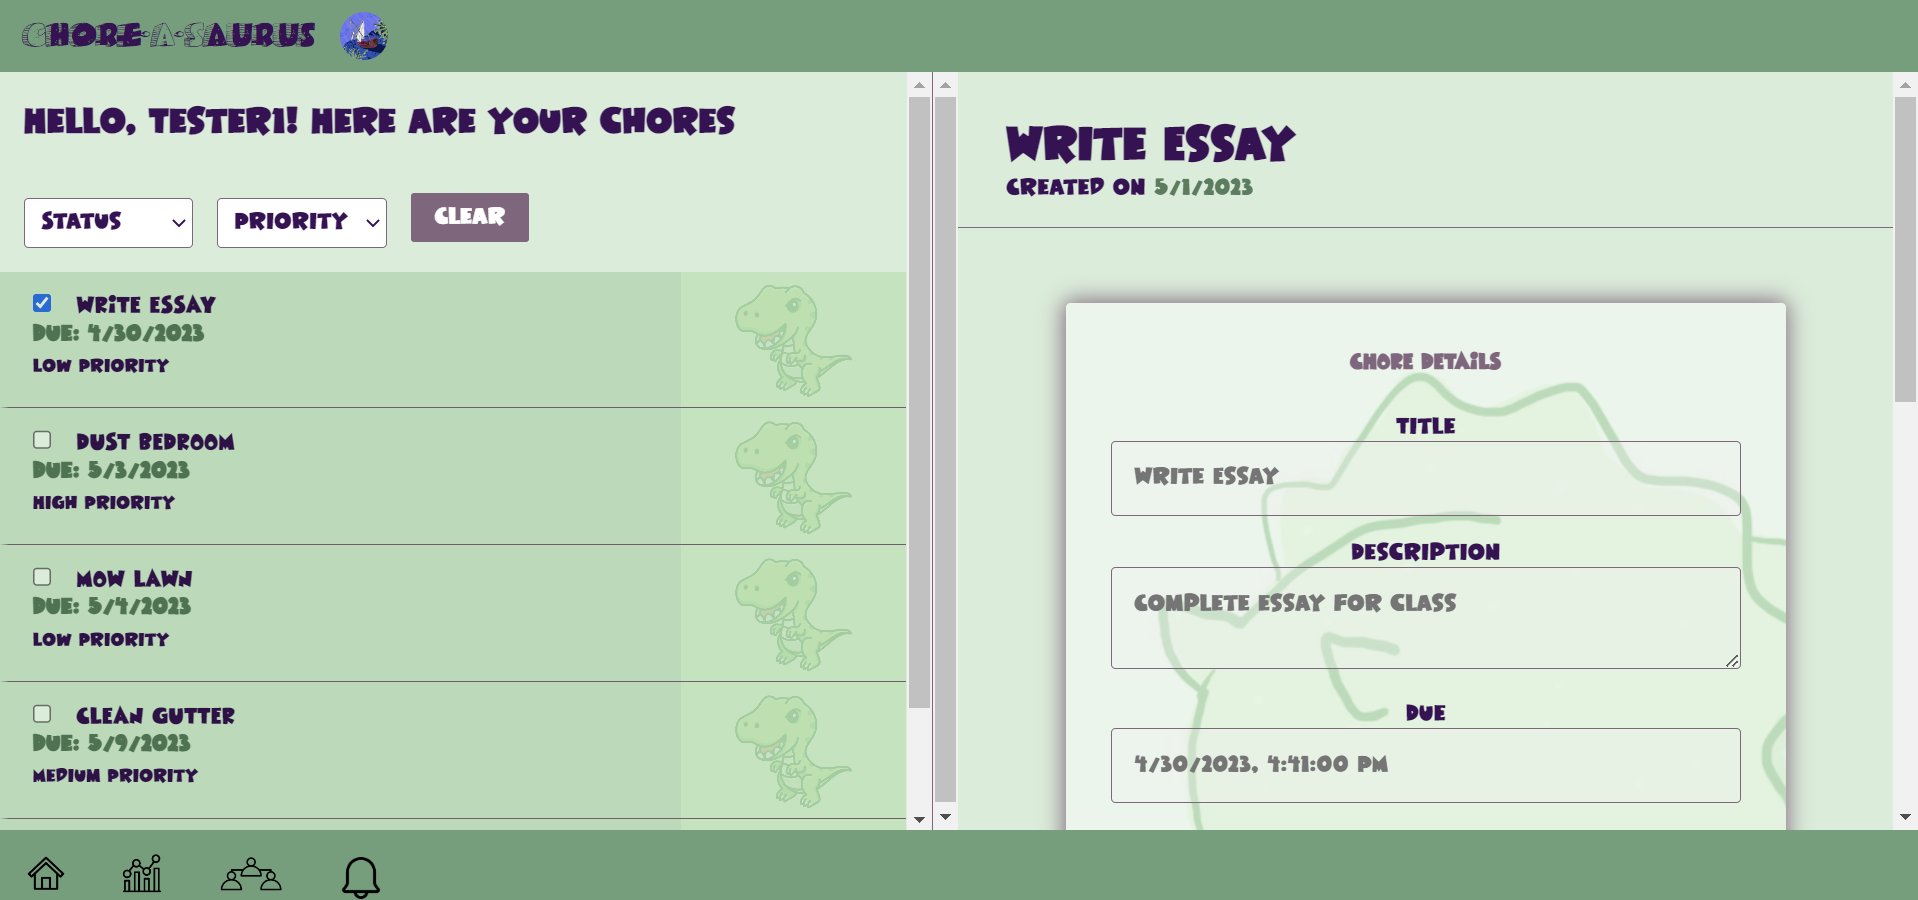 CHORE-A-SAURUS
HELLO, TESTER1! HERE ARE YOUR CHORES
STATUS
PRIORITY
CLEAR
WRITE ESSAY
DUE: 4/30/2023
LOW PRIORITY
DUST BEDROOM
DUE: 5/3/2023
HIGH PRIORITY
MOW LAWN
DUE: 5/4/2023
LOW PRIORITY
CLEAN GUTTER
DUE: 5/9/2023
MEDIUM PRIORITY
WRITE ESSAY
CREATED ON 5/1/2023
CHORE DETAILS
TITLE
WRITE ESSAY
DESCRIPTION
COMPLETE ESSAY FOR CLASS
DUE
4/30/2023, 4:41:00 PM